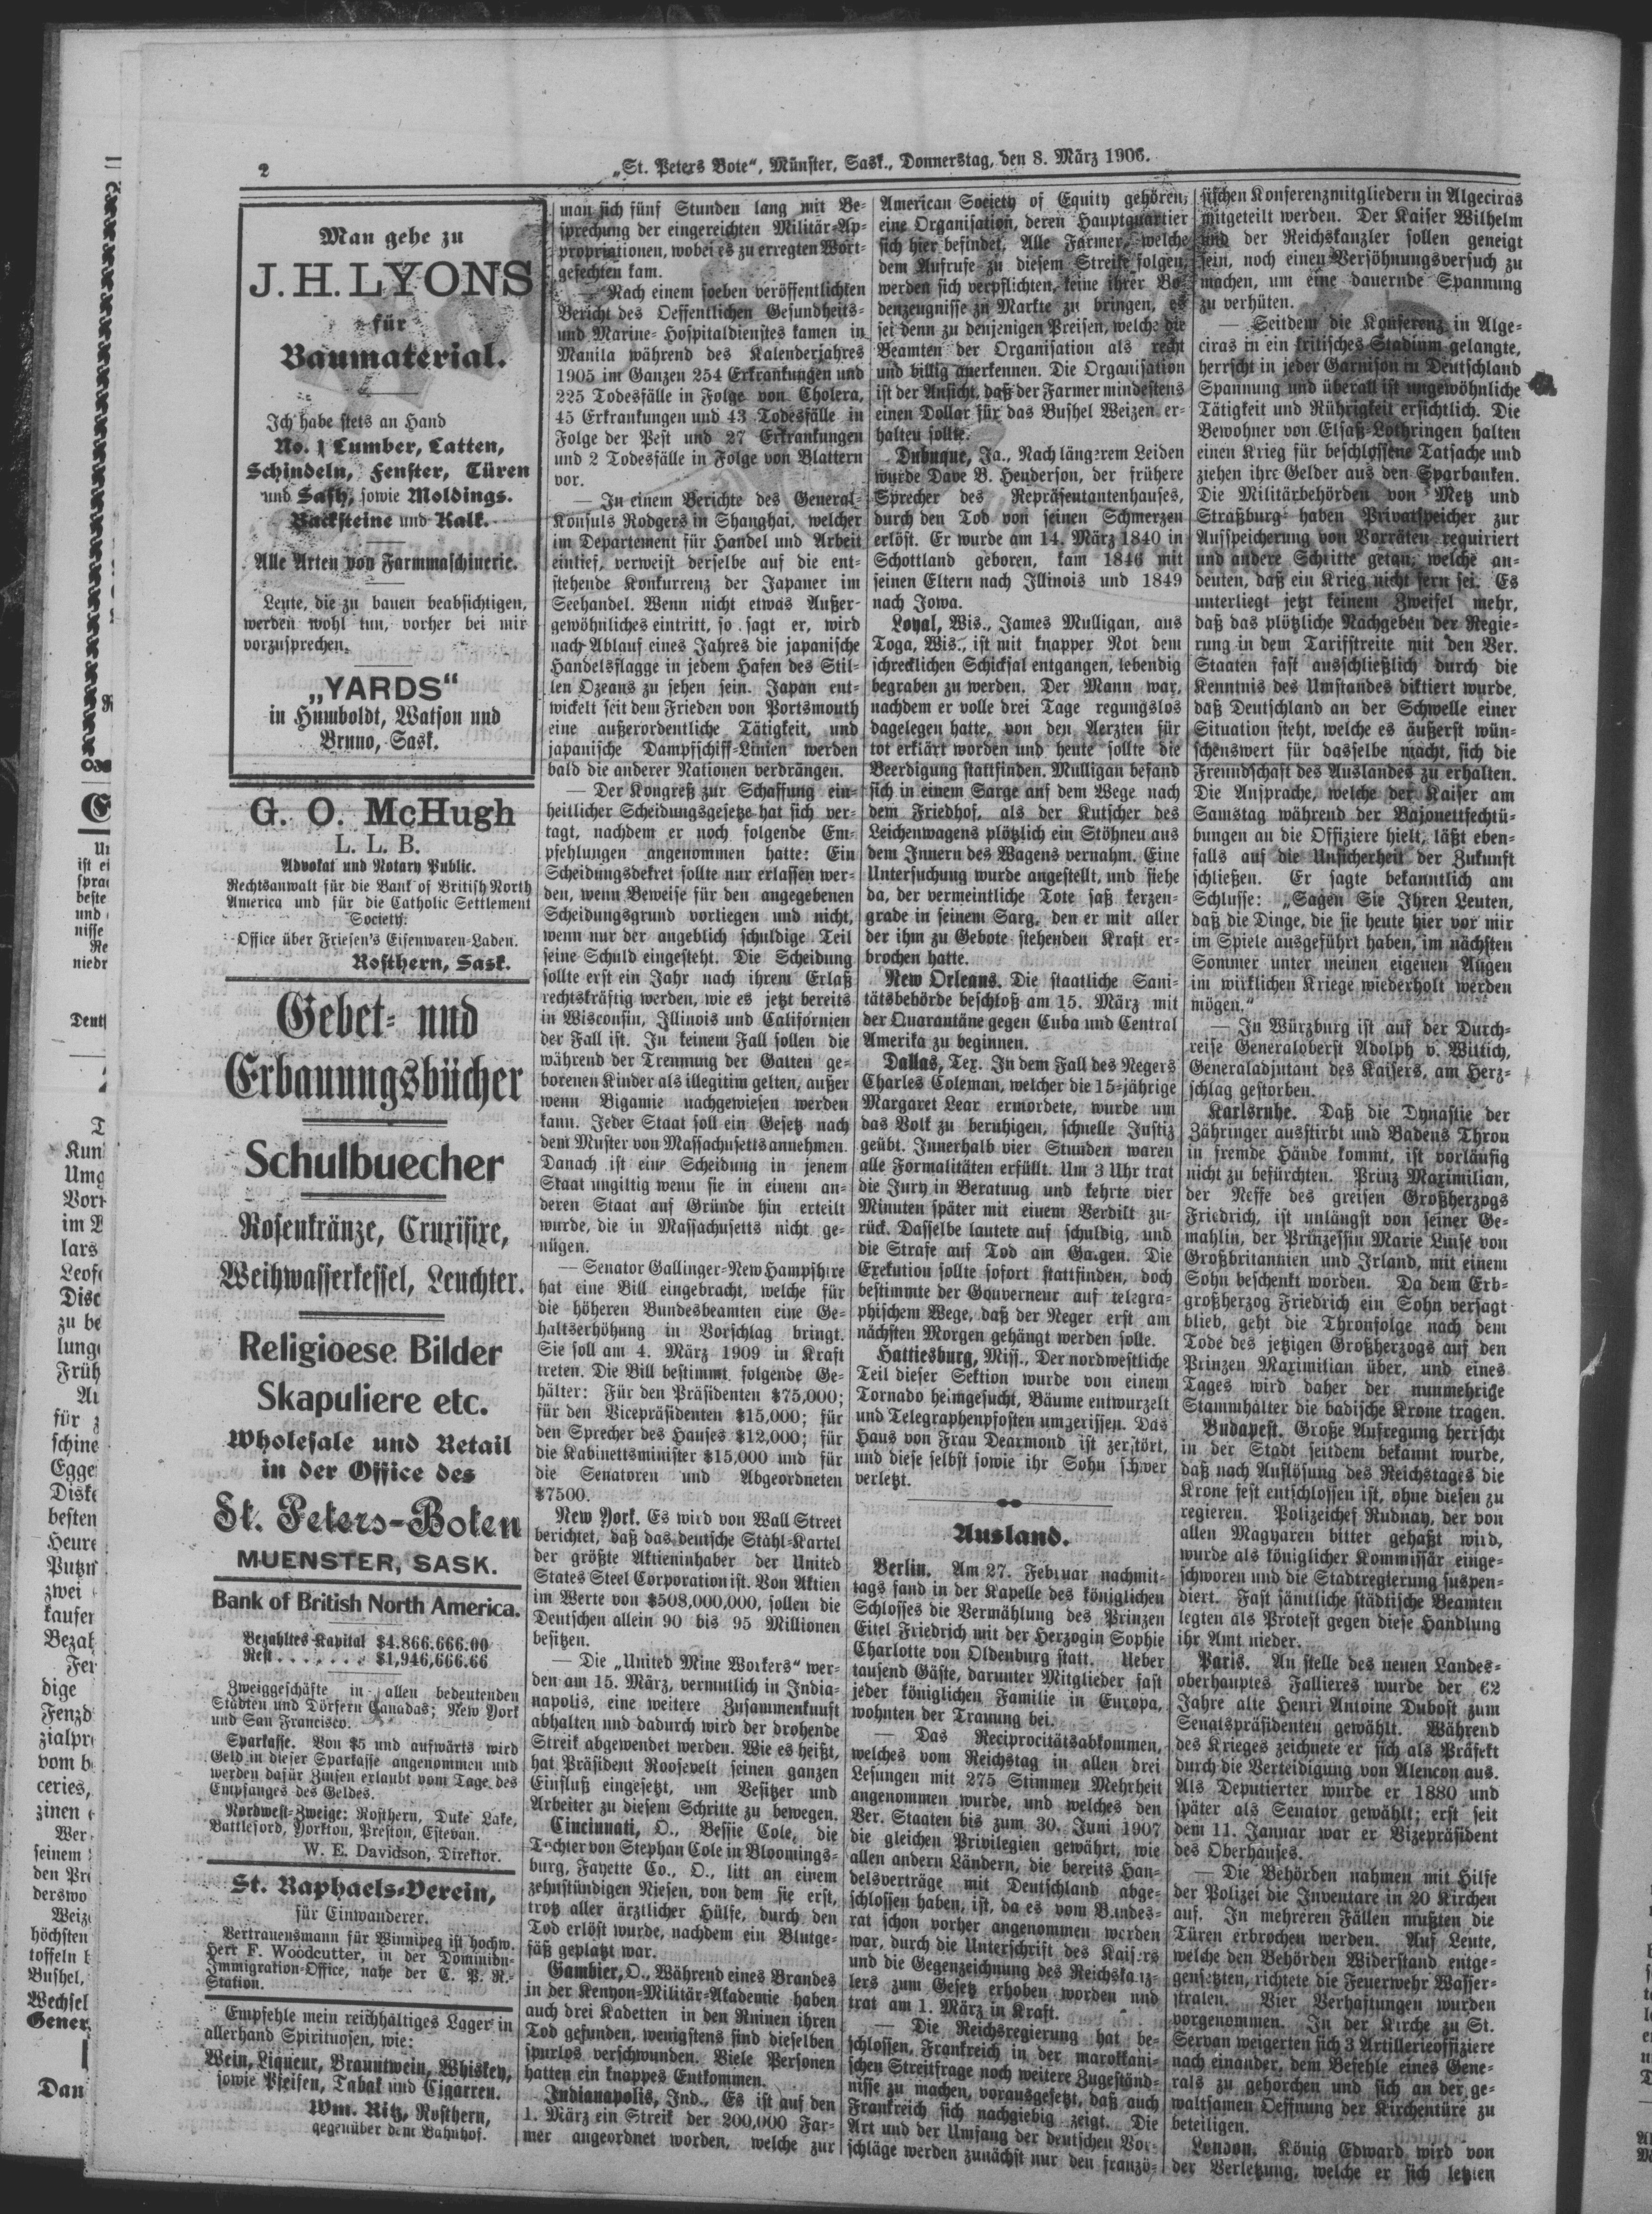 2
„St. Peters Bote“, Münster, Sask., Donnerstag, den 8. März 1906.
Man gehe zu
J. H. LYONS
für
Baumaterial.
Ich habe stets an Hand
No. 1 Lumber, Latten,
Schindeln, Fenster, Türen
und Sash, sowie Moldings.
Backsteine und Kalk.
Alle Arten von Farmmaschinerie.
Leute, die zu bauen beabsichtigen,
werden wohl tun, vorher bei mir
vorzusprechen.
„YARDS“
in Humboldt, Watson und
Bruno, Sask.
G. O. McHugh
L. L. B.
Advokat und Notary Public.
Rechtsanwalt für die Bank of British North
America und für die Catholic Settlement
Society.
Office über Friesen's Eisenwaren-Laden.
Rosthern, Sask.
Gebet- und
Erbauungsbücher
Schulbuecher
Rosenkränze, Cruxifixe,
Weihwasserkessel, Leuchter.
Religioese Bilder
Skapuliere etc.
Wholesale und Retail
in der Office des
St. Peters-Boten
MUENSTER, SASK.
Bank of British North America.
Bezahltes Kapital $4.866.666.00
Rest . . . . . . . $1,946,666.66
Zweiggeschäfte in allen bedeutenden
Städten und Dörfern Canadas; New York
und San Francisco.
Sparkasse. Von $5 und aufwärts wird
Geld in dieser Sparkasse angenommen und
werden dafür Zinsen erlaubt vom Tage des
Empfanges des Geldes.
Nordwest-Zweige: Rosthern, Duke Lake,
Battleford, Yorkton, Preston, Estevan.
W. E. Davidson, Direktor.
St. Raphaels-Verein,
für Einwanderer.
Vertrauensmann für Winnipeg ist hochw.
Herr F. Woodcutter, in der Dominion-
Immigration-Office, nahe der C. P. R.-
Station.
Empfehle mein reichhaltiges Lager in
allerhand Spirituosen, wie:
Wein, Liqueur, Branntwein, Whiskey,
sowie Pfeifen, Tabak und Cigarren.
Wm. Ritz, Rosthern,
gegenüber dem Bahnhof.
man sich fünf Stunden lang mit Be-
sprechung der eingereichten Militär-Ap-
propriationen, wobei es zu erregten Wort-
gefechten kam.
— Nach einem soeben veröffentlichten
Bericht des Oeffentlichen Gesundheits-
und Marine-Hospitaldienstes kamen in
Manila während des Kalenderjahres
1905 im Ganzen 254 Erkrankungen und
225 Todesfälle in Folge von Cholera,
45 Erkrankungen und 43 Todesfälle in
Folge der Pest und 27 Erkrankungen
und 2 Todesfälle in Folge von Blattern
vor.
— In einem Berichte des General-
Konsuls Rodgers in Shanghai, welcher
im Departement für Handel und Arbeit
einlief, verweist derselbe auf die ent-
stehende Konkurrenz der Japaner im
Seehandel. Wenn nicht etwas Außer-
gewöhnliches eintritt, so sagt er, wird
nach Ablauf eines Jahres die japanische
Handelsflagge in jedem Hafen des Stil-
len Ozeans zu sehen sein. Japan ent-
wickelt seit dem Frieden von Portsmouth
eine außerordentliche Tätigkeit, und
japanische Dampfschiff-Linien werden
bald die anderer Nationen verdrängen.
— Der Kongreß zur Schaffung ein-
heitlicher Scheidungsgesetze hat sich ver-
tagt, nachdem er noch folgende Em-
pfehlungen angenommen hatte: Ein
Scheidungsdekret sollte nur erlassen wer-
den, wenn Beweise für den angegebenen
Scheidungsgrund vorliegen und nicht,
wenn nur der angeblich schuldige Teil
seine Schuld eingesteht. Die Scheidung
sollte erst ein Jahr nach ihrem Erlaß
rechtskräftig werden, wie es jetzt bereits
in Wisconsin, Illinois und Californien
der Fall ist. In keinem Fall sollen die
während der Trennung der Gatten ge-
borenen Kinder als illegitim gelten, außer
wenn Bigamie nachgewiesen werden
kann. Jeder Staat soll ein Gesetz nach
dem Muster von Massachusetts annehmen.
Danach ist eine Scheidung in jenem
Staat ungiltig wenn sie in einem an-
deren Staat auf Gründe hin erteilt
wurde, die in Massachusetts nicht ge-
nügen.
— Senator Gallinger-New Hampshire
hat eine Bill eingebracht, welche für
die höheren Bundesbeamten eine Ge-
haltserhöhung in Vorschlag bringt.
Sie soll am 4. März 1909 in Kraft
treten. Die Bill bestimmt folgende Ge-
hälter: Für den Präsidenten $75,000;
für den Vicepräsidenten $15,000; für
den Sprecher des Hauses $12,000; für
die Kabinettsminister $15,000 und für
die Senatoren und Abgeordneten
$7500.
New York. Es wird von Wall Street
berichtet, daß das deutsche Stahl-Kartel
der größte Aktieninhaber der United
States Steel Corporation ist. Von Aktien
im Werte von $508,000,000, sollen die
Deutschen allein 90 bis 95 Millionen
besitzen.
— Die „United Mine Workers“ wer-
den am 15. März, vermutlich in India-
napolis, eine weitere Zusammenkunft
abhalten und dadurch wird der drohende
Streik abgewendet werden. Wie es heißt,
hat Präsident Roosevelt seinen ganzen
Einfluß eingesetzt, um Besitzer und
Arbeiter zu diesem Schritte zu bewegen.
Cincinnati, O., Bessie Cole, die
Tochter von Stephan Cole in Bloomings-
burg, Fayette Co., O., litt an einem
zehnstündigen Niesen, von dem sie erst,
trotz aller ärztlicher Hülfe, durch den
Tod erlöst wurde, nachdem ein Blutge-
fäß geplatzt war.
Gambier, O., Während eines Brandes
in der Kenyon-Militär-Akademie haben
auch drei Kadetten in den Ruinen ihren
Tod gefunden, wenigstens sind dieselben
spurlos verschwunden. Viele Personen
hatten ein knappes Entkommen.
Indianapolis, Ind., Es ist auf den
1. März ein Streik der 200,000 Far-
mer angeordnet worden, welche zur
American Society of Equity gehören,
eine Organisation, deren Hauptquartier
sich hier befindet. Alle Farmer, welche
dem Aufrufe zu diesem Streike folgen,
werden sich verpflichten, keine ihrer Bo-
denzeugnisse zu Markte zu bringen, es
sei denn zu denjenigen Preisen, welche die
Beamten der Organisation als recht
und billig anerkennen. Die Organisation
ist der Ansicht, daß der Farmer mindestens
einen Dollar für das Bushel Weizen er-
halten sollte.
Dubuque, Ja., Nach längerem Leiden
wurde Dave B. Henderson, der frühere
Sprecher des Repräsentantenhauses,
durch den Tod von seinen Schmerzen
erlöst. Er wurde am 14. März 1840 in
Schottland geboren, kam 1846 mit
seinen Eltern nach Illinois und 1849
nach Iowa.
Loyal, Wis., James Mulligan, aus
Toga, Wis., ist mit knapper Not dem
schrecklichen Schicksal entgangen, lebendig
begraben zu werden. Der Mann war,
nachdem er volle drei Tage regungslos
dagelegen hatte, von den Aerzten für
tot erklärt worden und heute sollte die
Beerdigung stattfinden. Mulligan befand
sich in einem Sarge auf dem Wege nach
dem Friedhof, als der Kutscher des
Leichenwagens plötzlich ein Stöhnen aus
dem Innern des Wagens vernahm. Eine
Untersuchung wurde angestellt, und siehe
da, der vermeintliche Tote saß kerzen-
grade in seinem Sarg, den er mit aller
der ihm zu Gebote stehenden Kraft er-
brochen hatte.
New Orleans. Die staatliche Sani-
tätsbehörde beschloß am 15. März mit
der Quarantäne gegen Cuba und Central
Amerika zu beginnen.
Dallas, Tex. In dem Fall des Negers
Charles Coleman, welcher die 15-jährige
Margaret Lear ermordete, wurde um
das Volk zu beruhigen, schnelle Justiz
geübt. Innerhalb vier Stunden waren
alle Formalitäten erfüllt. Um 3 Uhr trat
die Jury in Beratung und kehrte vier
Minuten später mit einem Verdikt zu-
rück. Dasselbe lautete auf schuldig, und
die Strafe auf Tod am Galgen. Die
Exekution sollte sofort stattfinden, doch
bestimmte der Gouverneur auf telegra-
phischem Wege, daß der Neger erst am
nächsten Morgen gehängt werden solle.
Hattiesburg, Miss., Der nordwestliche
Teil dieser Sektion wurde von einem
Tornado heimgesucht, Bäume entwurzelt
und Telegraphenpfosten umgerissen. Das
Haus von Frau Dearmond ist zerstört,
und diese selbst sowie ihr Sohn schwer
verletzt.
Ausland.
Berlin. Am 27. Februar nachmit-
tags fand in der Kapelle des königlichen
Schlosses die Vermählung des Prinzen
Eitel Friedrich mit der Herzogin Sophie
Charlotte von Oldenburg statt. Ueber
tausend Gäste, darunter Mitglieder fast
jeder königlichen Familie in Europa,
wohnten der Trauung bei.
— Das Reciprocitätsabkommen,
welches vom Reichstag in allen drei
Lesungen mit 275 Stimmen Mehrheit
angenommen wurde, und welches den
Ver. Staaten bis zum 30. Juni 1907
die gleichen Privilegien gewährt, wie
allen andern Ländern, die bereits Han-
delsverträge mit Deutschland abge-
schlossen haben, ist, da es vom Bundes-
rat schon vorher angenommen worden
war, durch die Unterschrift des Kaisers
und die Gegenzeichnung des Reichskanz-
lers zum Gesetz erhoben worden und
trat am 1. März in Kraft.
— Die Reichsregierung hat be-
schlossen, Frankreich in der marokkani-
schen Streitfrage noch weitere Zugeständ-
nisse zu machen, vorausgesetzt, daß auch
Frankreich sich nachgiebig zeigt. Die
Art und der Umfang der deutschen Vor-
schläge werden zunächst nur den franzö-
sischen Konferenzmitgliedern in Algeciras
mitgeteilt werden. Der Kaiser Wilhelm
und der Reichskanzler sollen geneigt
sein, noch einen Versöhnungsversuch zu
machen, um eine dauernde Spannung
zu verhüten.
— Seitdem die Konferenz in Alge-
ciras in ein kritisches Stadium gelangte,
herrscht in jeder Garnison in Deutschland
Spannung und überall ist ungewöhnliche
Tätigkeit und Rührigkeit ersichtlich. Die
Bewohner von Elsaß-Lothringen halten
einen Krieg für beschlossene Tatsache und
ziehen ihre Gelder aus den Sparbanken.
Die Militärbehörden von Metz und
Straßburg haben Privatspeicher zur
Aufspeicherung von Vorräten requiriert
und andere Schritte getan, welche an-
deuten, daß ein Krieg nicht fern sei. Es
unterliegt jetzt keinem Zweifel mehr,
daß das plötzliche Nachgeben der Regie-
rung in dem Tarifstreite mit den Ver.
Staaten fast ausschließlich durch die
Kenntnis des Umstandes diktiert wurde,
daß Deutschland an der Schwelle einer
Situation steht, welche es äußerst wün-
schenswert für dasselbe macht, sich die
Freundschaft des Auslandes zu erhalten.
Die Ansprache, welche der Kaiser am
Samstag während der Bajonettfechtü-
bungen an die Offiziere hielt, läßt eben-
falls auf die Unsicherheit der Zukunft
schließen. Er sagte bekanntlich am
Schlusse: „Sagen Sie Ihren Leuten,
daß die Dinge, die sie heute hier vor mir
im Spiele ausgeführt haben, im nächsten
Sommer unter meinen eigenen Augen
im wirklichen Kriege wiederholt werden
mögen.“
— In Würzburg ist auf der Durch-
reise Generaloberst Adolph v. Wittich,
Generaladjutant des Kaisers, am Herz-
schlag gestorben.
Karlsruhe. Daß die Dynastie der
Zähringer ausstirbt und Badens Thron
in fremde Hände kommt, ist vorläufig
nicht zu befürchten. Prinz Maximilian,
der Neffe des greisen Großherzogs
Friedrich, ist unlängst von seiner Ge-
mahlin, der Prinzessin Marie Luise von
Großbritannien und Irland, mit einem
Sohn beschenkt worden. Da dem Erb-
großherzog Friedrich ein Sohn versagt
blieb, geht die Thronfolge nach dem
Tode des jetzigen Großherzogs auf den
Prinzen Maximilian über, und eines
Tages wird daher der nunmehrige
Stammhalter die badische Krone tragen.
Budapest. Große Aufregung herrscht
in der Stadt seitdem bekannt wurde,
daß nach Auflösung des Reichstages die
Krone fest entschlossen ist, ohne diesen zu
regieren. Polizeichef Rudnay, der von
allen Magyaren bitter gehaßt wird,
wurde als königlicher Kommissär einge-
schworen und die Stadtregierung suspen-
diert. Fast sämtliche städtische Beamten
legten als Protest gegen diese Handlung
ihr Amt nieder.
Paris. An stelle des neuen Landes-
oberhauptes Fallieres wurde der 62
Jahre alte Henri Antoine Dubost zum
Senatspräsidenten gewählt. Während
des Krieges zeichnete er sich als Präfekt
durch die Verteidigung von Alencon aus.
Als Deputierter wurde er 1880 und
später als Senator gewählt; erst seit
dem 11. Januar war er Vizepräsident
des Oberhauses.
— Die Behörden nahmen mit Hilfe
der Polizei die Inventare in 20 Kirchen
auf. In mehreren Fällen mußten die
Türen erbrochen werden. Auf Leute,
welche den Behörden Widerstand entge-
gensetzten, richtete die Feuerwehr Wasser-
stralen. Vier Verhaftungen wurden
vorgenommen. In der Kirche zu St.
Servan weigerten sich 3 Artillerieoffiziere
nach einander, dem Befehle eines Gene-
rals zu gehorchen und sich an der ge-
waltsamen Oeffnung der Kirchentüre zu
beteiligen.
London. König Edward wird von
der Verletzung, welche er sich letzten